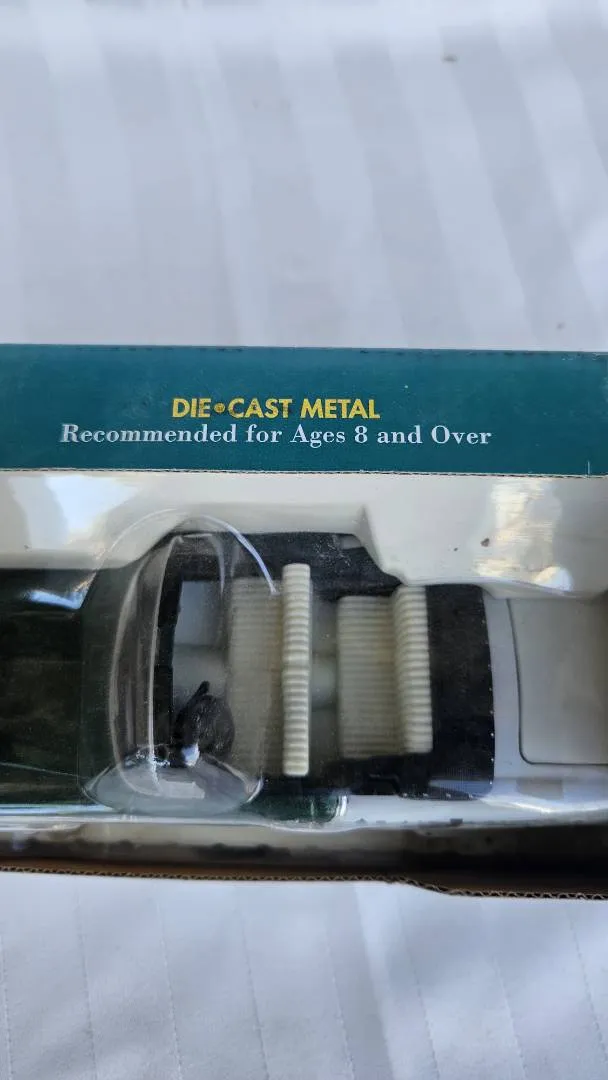 DIE•CAST METAL
Recommended for Ages 8 and Over